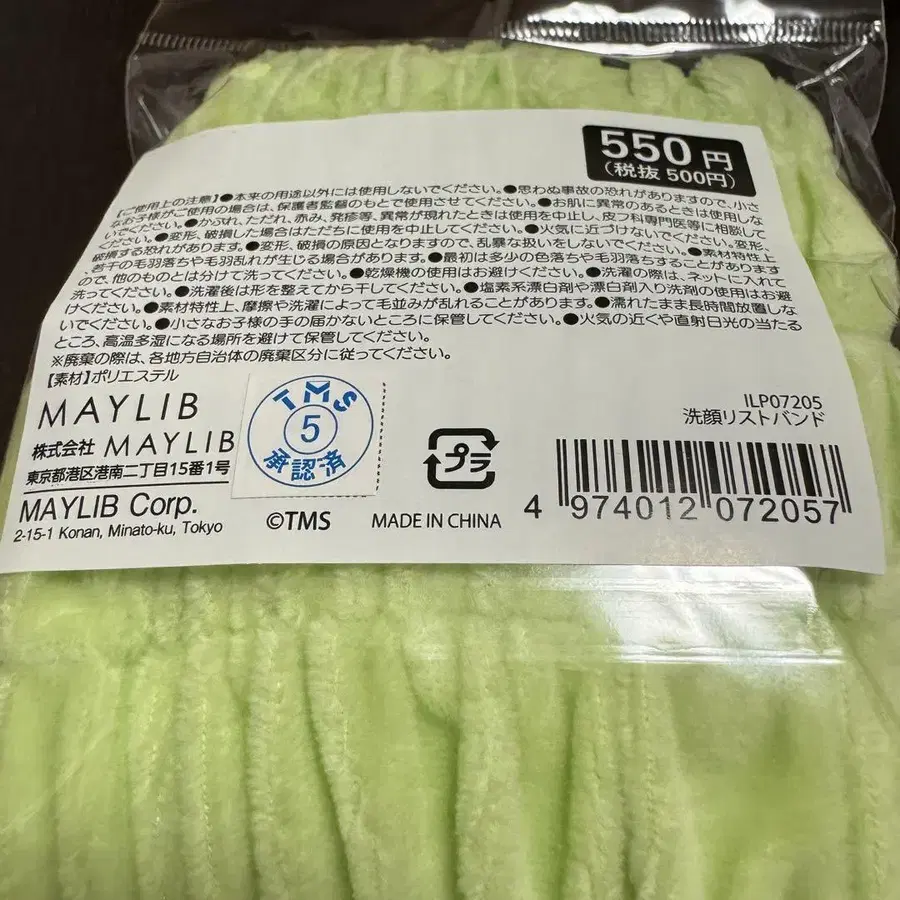 550円
(税抜 500円)
【ご使用上の注意】●本来の用途以外には使用しないでください。●思わぬ事故の恐れがありますので、小さ
なお子様がご使用の場合は、保護者監督のもとで使用させてください。●お肌に異常のあるときは使用しな
いでください。●かぶれ、ただれ、赤み、発疹等、異常が現れたときは使用を中止し、皮フ科専門医等に相談して
ください。●変形、破損した場合はただちに使用を中止してください。●火気に近づけないでください。変形、
破損する恐れがあります。●変形、破損の原因となりますので、乱暴な扱いをしないでください。●素材特性上
若干の毛羽落ちや毛羽乱れが生じる場合があります。●最初は多少の色落ちや毛羽落ちすることがあります
ので、他のものとは分けて洗ってください。●乾燥機の使用はお避けください。●洗濯の際は、ネットに入れて
洗ってください。●洗濯後は形を整えてから干してください。●塩素系漂白剤や漂白剤入り洗剤の使用はお避
けください。●素材特性上、摩擦や洗濯によって毛並みが乱れることがあります。●濡れたまま長時間放置しな
いでください。●小さなお子様の手の届かないところに保管してください。●火気の近くや直射日光の当たる
ところ、高温多湿になる場所を避けて保管してください。
※廃棄の際は、各地方自治体の廃棄区分に従ってください。
【素材】ポリエステル
MAYLIB
株式会社 MAYLIB
東京都港区港南二丁目15番1号
MAYLIB Corp.
2-15-1 Konan, Minato-ku, Tokyo
TMS
5
承認済
©TMS
プラ
MADE IN CHINA
ILP07205
洗顔リストバンド
4 974012 072057